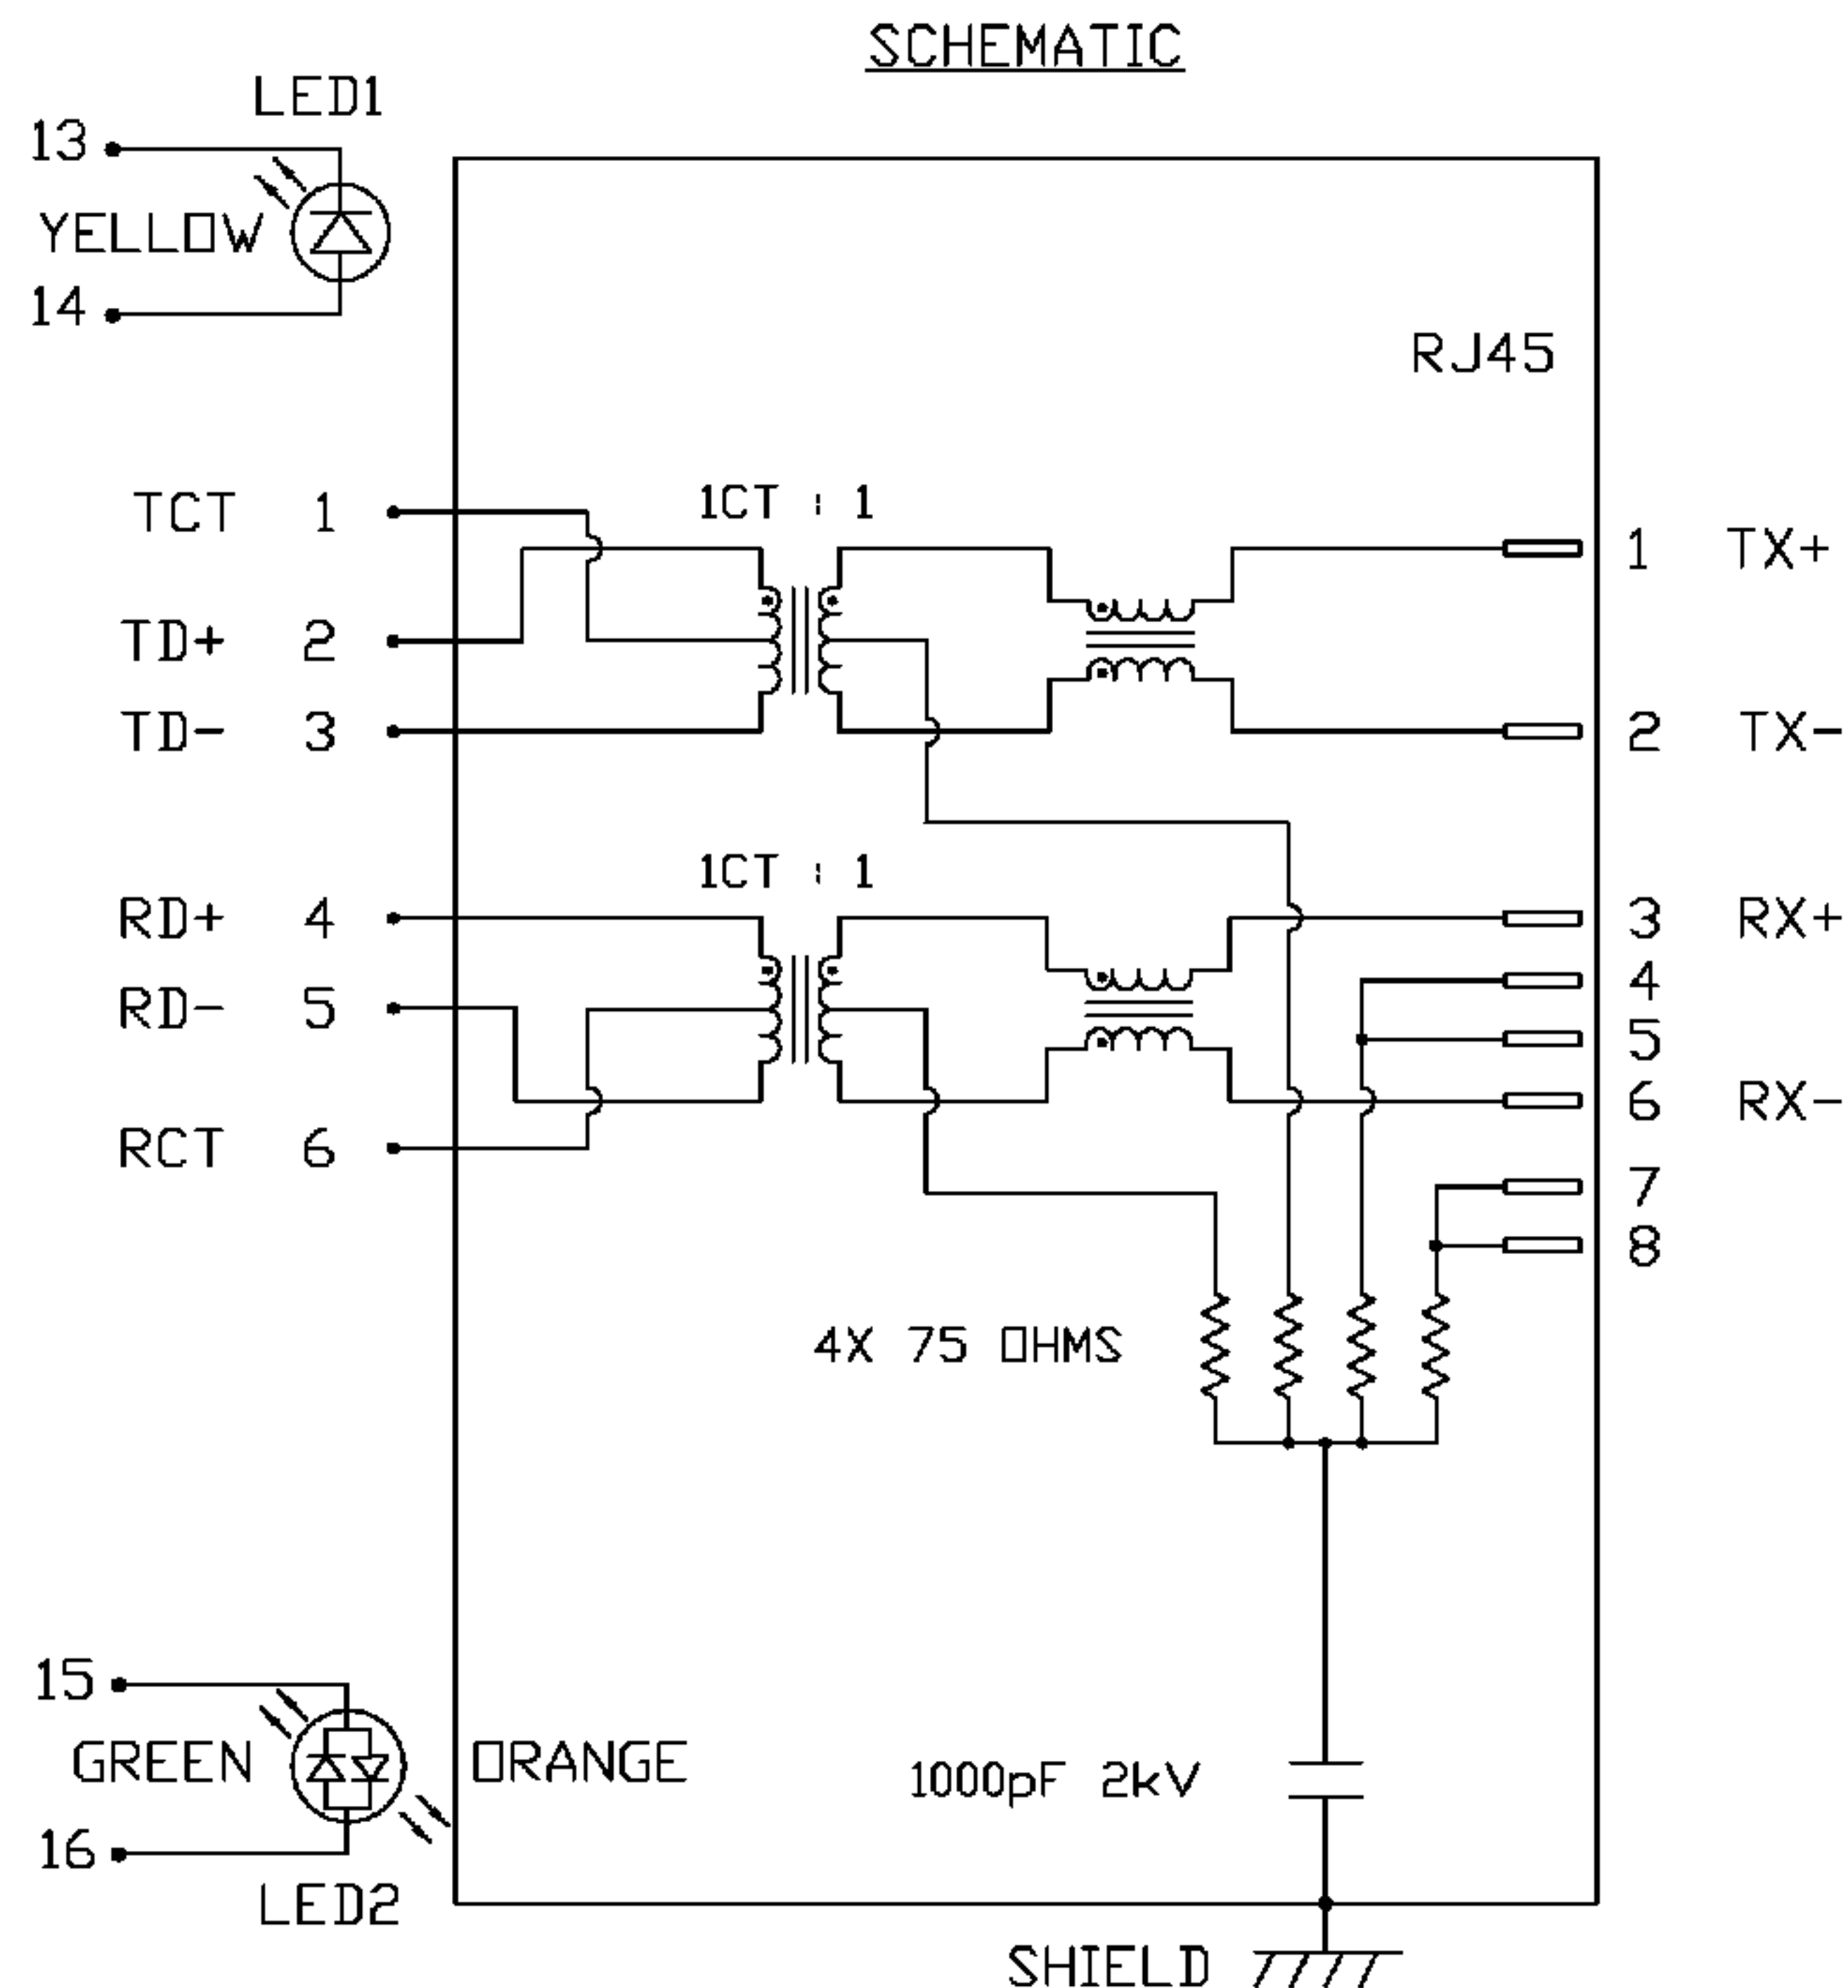 SCHEMATIC
LED1
13
YELLOW
14
RJ45
TCT 1
1CT : 1
1 TX+
TD+ 2
TD- 3
2 TX-
1CT : 1
RD+ 4
3 RX+
4
RD- 5
5
6 RX-
RCT 6
7
8
4X 75 OHMS
15
GREEN
ORANGE
1000pF 2kV
16
LED2
SHIELD